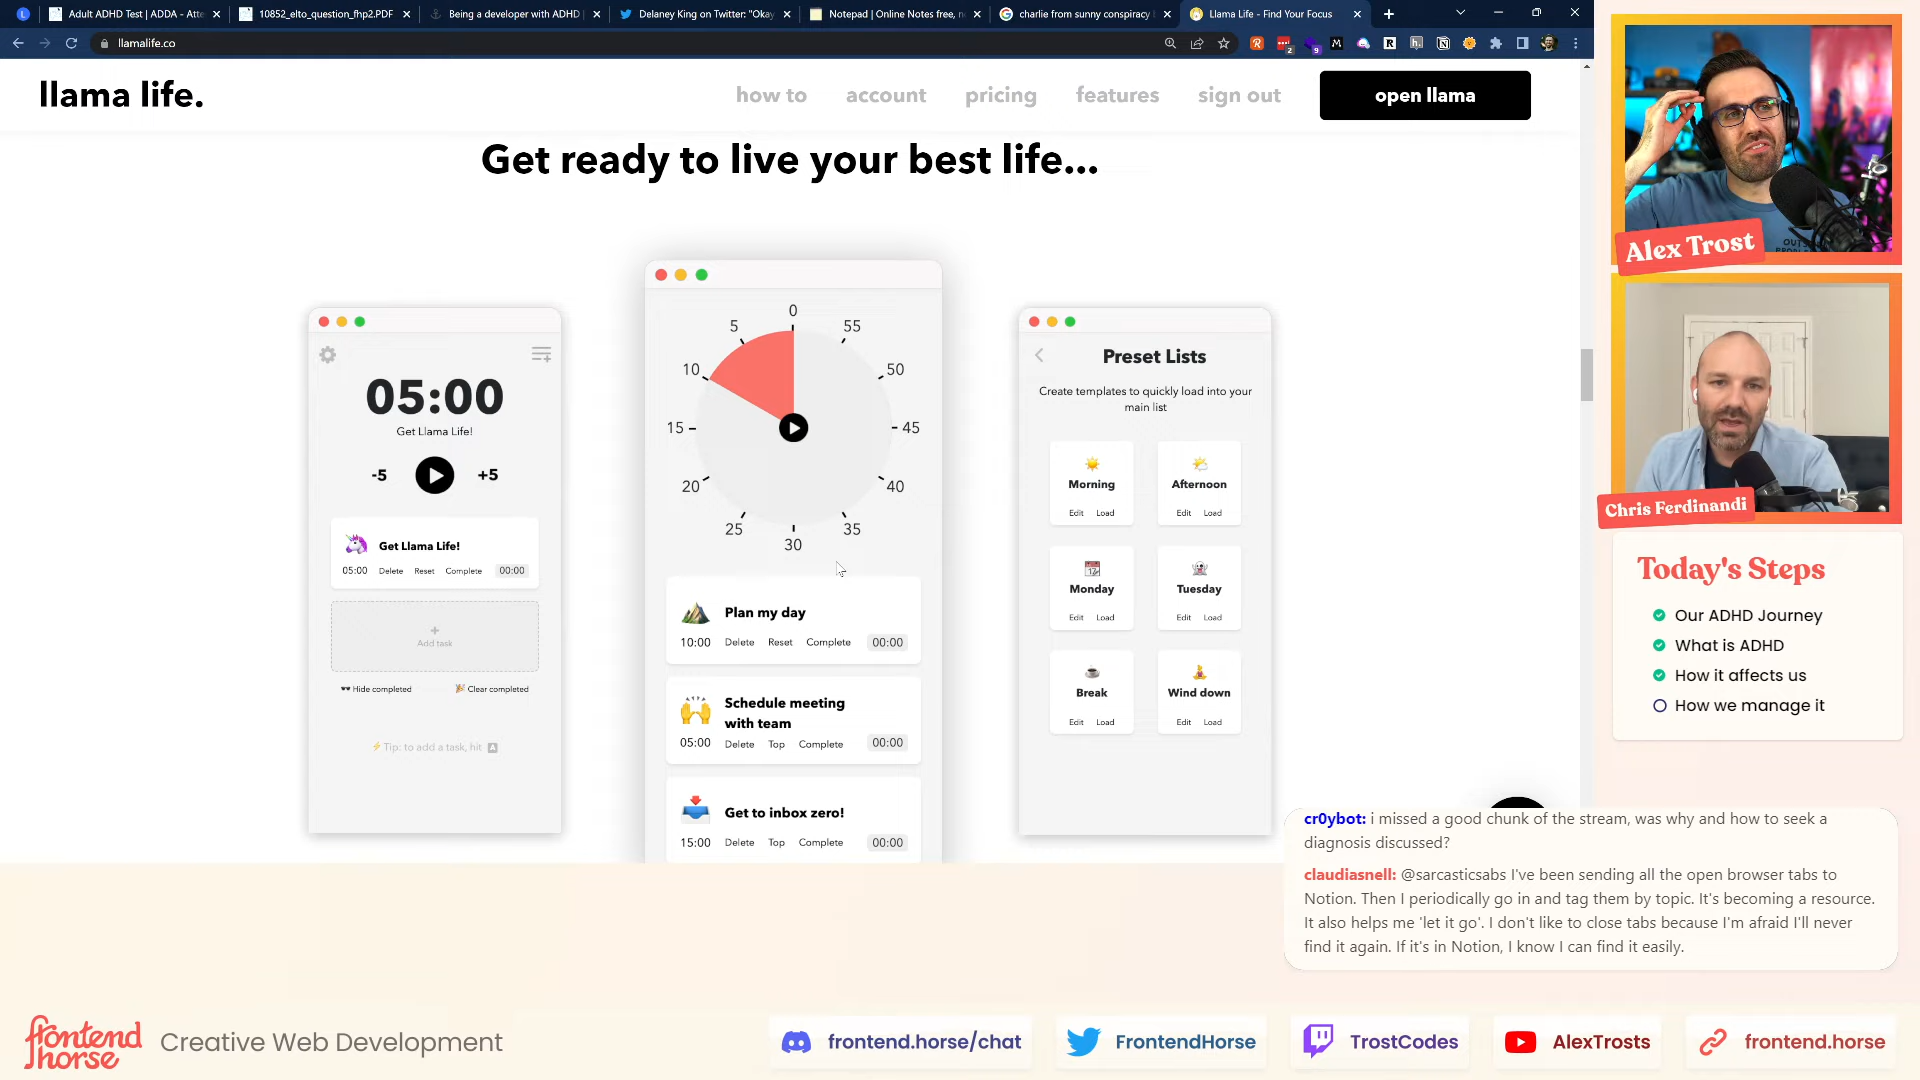 Adult ADHD Test | ADDA - Atte
10852_elto_question_fhp2.PDF
Being a developer with ADHD |
Delaney King on Twitter: "Okay
Notepad | Online Notes free, n
charlie from sunny conspiracy b
Llama Life - Find Your Focus
llamalife.co
llama life.
how to
account
pricing
features
sign out
open llama
Get ready to live your best life...
05:00
Get Llama Life!
-5
+5
Get Llama Life!
05:00 Delete Reset Complete 00:00
+
Add task
Hide completed
Clear completed
Tip: to add a task, hit A
0
5
55
10
50
15
45
20
40
25
35
30
Plan my day
10:00 Delete Reset Complete 00:00
Schedule meeting
with team
05:00 Delete Top Complete 00:00
Get to inbox zero!
15:00 Delete Top Complete 00:00
Preset Lists
Create templates to quickly load into your
main list
Morning
Edit Load
Afternoon
Edit Load
Monday
Edit Load
Tuesday
Edit Load
Break
Edit Load
Wind down
Edit Load
Alex Trost
Chris Ferdinandi
Today's Steps
Our ADHD Journey
What is ADHD
How it affects us
How we manage it
cr0ybot: i missed a good chunk of the stream, was why and how to seek a
diagnosis discussed?
claudiasnell: @sarcasticsabs I've been sending all the open browser tabs to
Notion. Then I periodically go in and tag them by topic. It's becoming a resource.
It also helps me 'let it go'. I don't like to close tabs because I'm afraid I'll never
find it again. If it's in Notion, I know I can find it easily.
frontend
horse
Creative Web Development
frontend.horse/chat
FrontendHorse
TrostCodes
AlexTrosts
frontend.horse